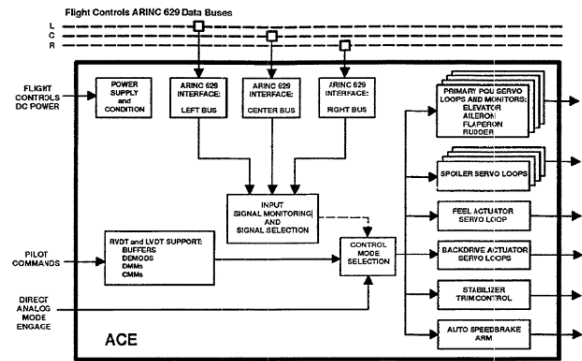 Flight Controls ARINC 629 Data Buses
L
C
R
FLIGHT
CONTROLS
DC POWER
POWER
SUPPLY
and
CONDITION
ARINC 629
INTERFACE:
LEFT BUS
ARINC 629
INTERFACE:
CENTER BUS
ARINC 629
INTERFACE:
RIGHT BUS
PRIMARY PCU SERVO
LOOPS AND MONITORS:
ELEVATOR
AILERON
FLAPERON
RUDDER
SPOILER SERVO LOOPS
INPUT
SIGNAL MONITORING
AND
SIGNAL SELECTION
FEEL ACTUATOR
SERVO LOOP
PILOT
COMMANDS
RVDT and LVDT SUPPORT:
BUFFERS
DEMODS
DMMs
CMMs
CONTROL
MODE
SELECTION
BACKDRIVE ACTUATOR
SERVO LOOPS
DIRECT
ANALOG
MODE
ENGAGE
STABILIZER
TRIM CONTROL
ACE
AUTO SPEEDBRAKE
ARM